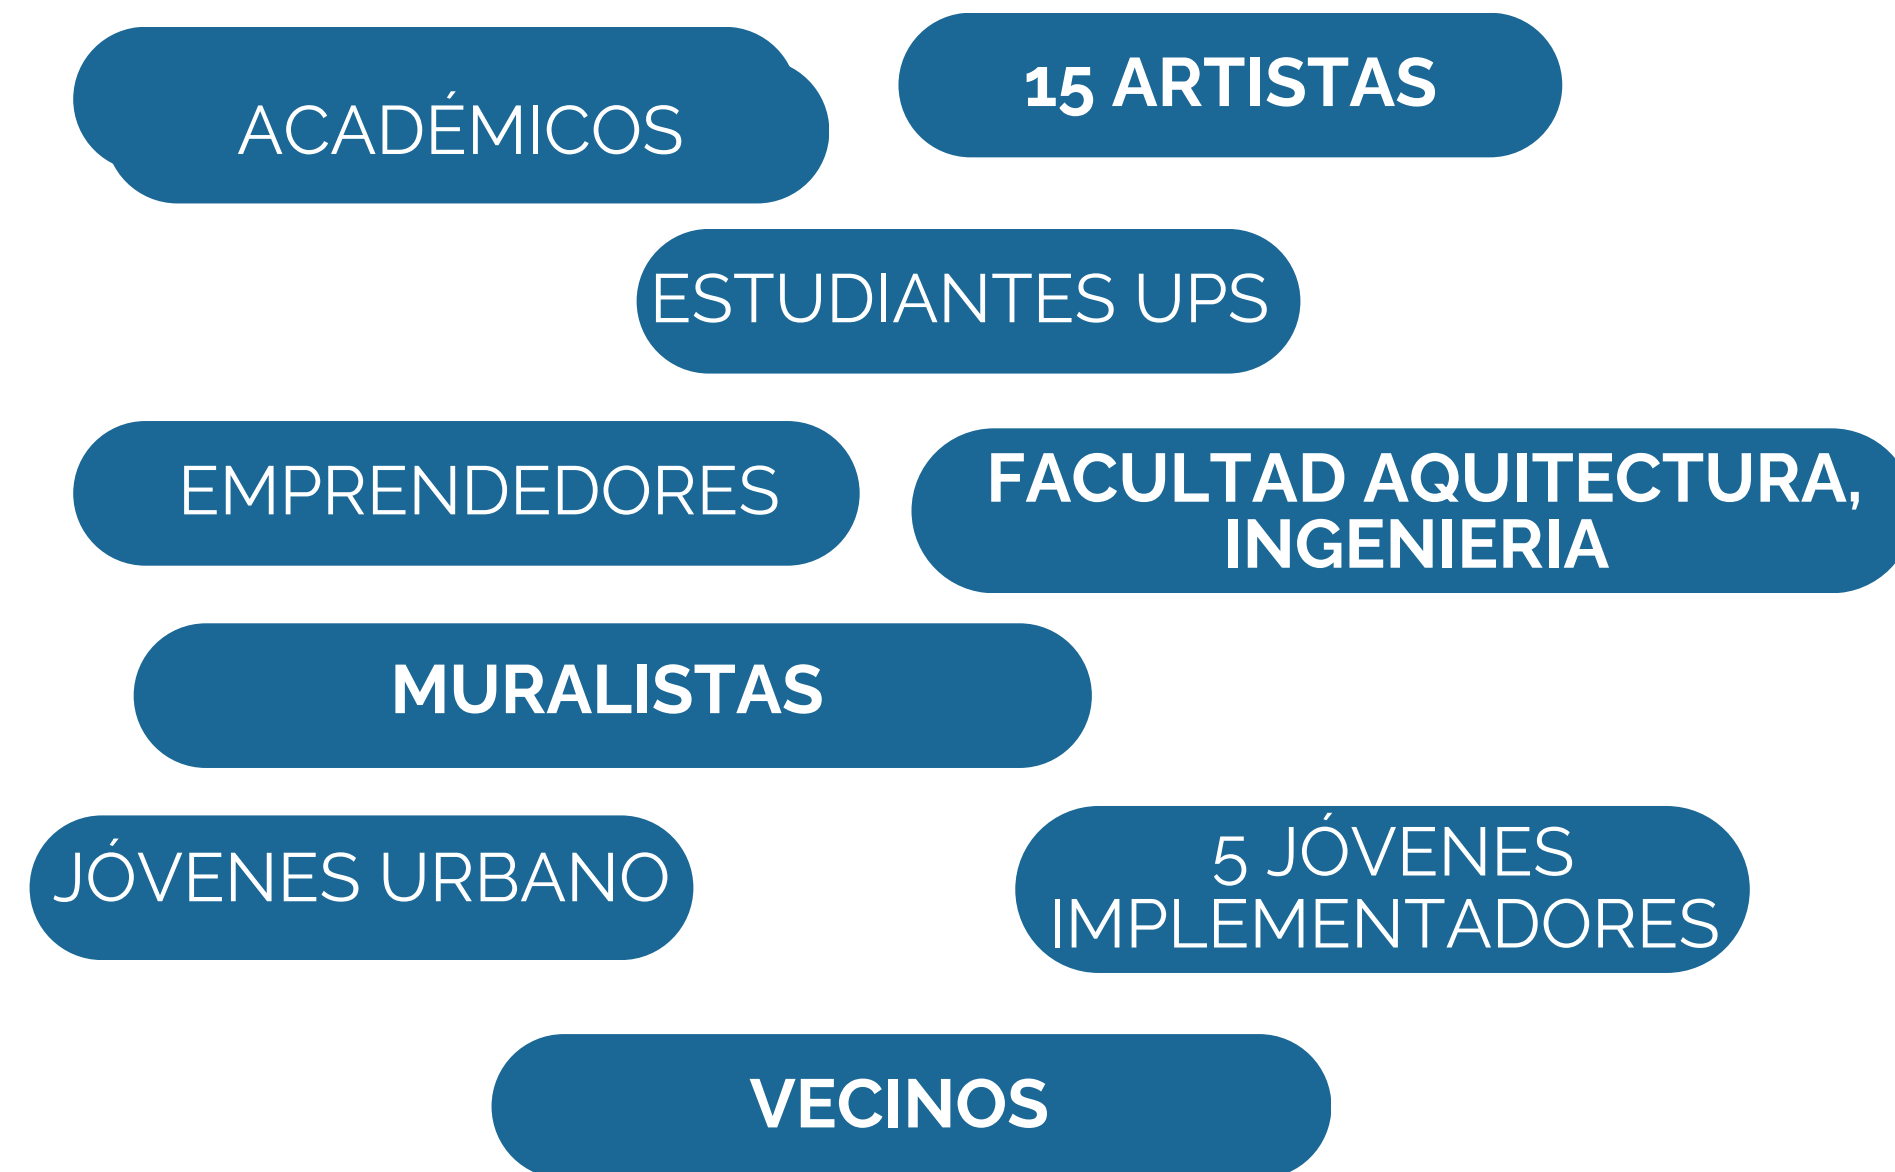 ACADÉMICOS
15 ARTISTAS
ESTUDIANTES UPS
EMPRENDEDORES
FACULTAD AQUITECTURA,
INGENIERIA
MURALISTAS
JÓVENES URBANO
5 JÓVENES
IMPLEMENTADORES
VECINOS